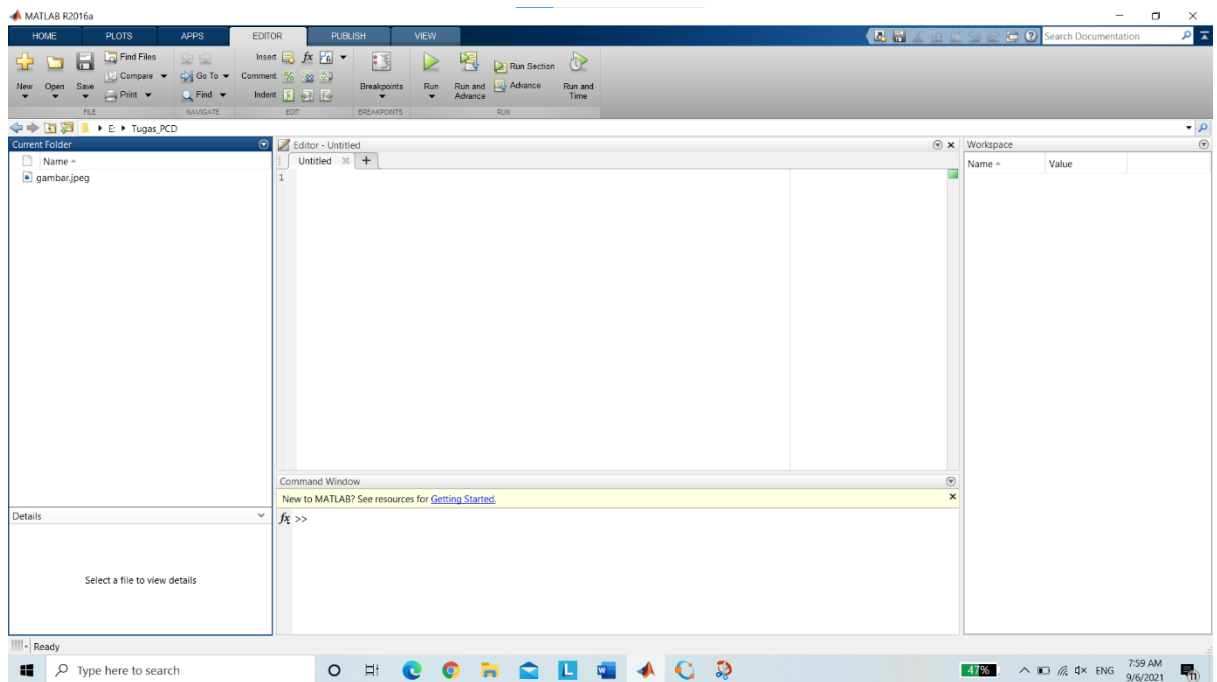 MATLAB R2016a
HOME PLOTS APPS EDITOR PUBLISH VIEW
Search Documentation
New Open Save
Find Files
Compare
Print
FILE
Go To
Find
NAVIGATE
Insert fx
Comment
Indent
EDIT
Breakpoints
BREAKPOINTS
Run
Run and Advance
Run Section
Advance
Run and Time
RUN
E: Tugas_PCD
Current Folder
Name
gambar.jpeg
Details
Select a file to view details
Editor - Untitled
Untitled +
1
Command Window
New to MATLAB? See resources for Getting Started.
fx >>
Workspace
Name Value
Ready
Type here to search
47% ENG 7:59 AM
9/6/2021